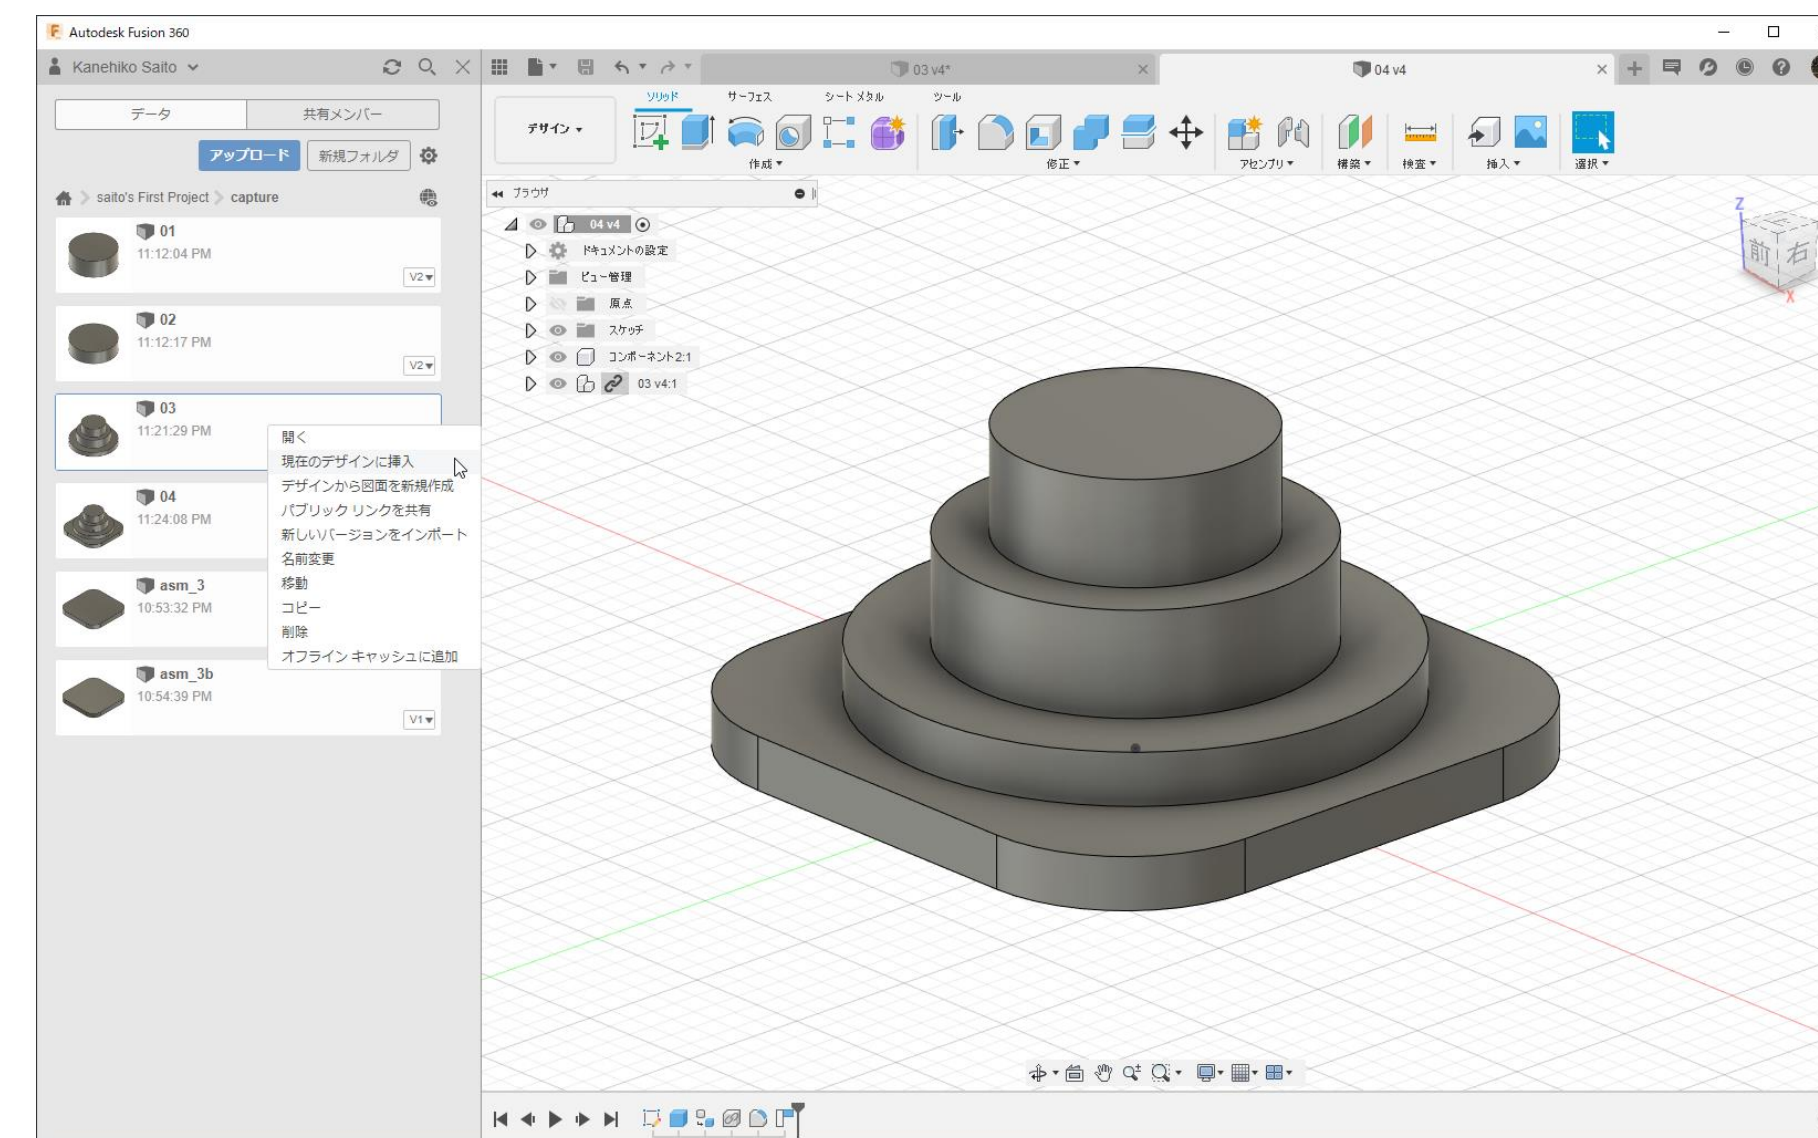 Autodesk Fusion 360
Kanehiko Saito
03 v4*
04 v4
データ
共有メンバー
アップロード
新規フォルダ
saito's First Project
capture
01
11:12:04 PM
V2
02
11:12:17 PM
V2
03
11:21:29 PM
04
11:24:08 PM
asm_3
10:53:32 PM
asm_3b
10:54:39 PM
V1
開く
現在のデザインに挿入
デザインから図面を新規作成
パブリック リンクを共有
新しいバージョンをインポート
名前変更
移動
コピー
削除
オフライン キャッシュに追加
ソリッド
サーフェス
シート メタル
ツール
デザイン
作成
修正
アセンブリ
構築
検査
挿入
選択
ブラウザ
04 v4
ドキュメントの設定
ビュー管理
原点
スケッチ
コンポーネント2:1
03 v4:1
Z
前
右
X